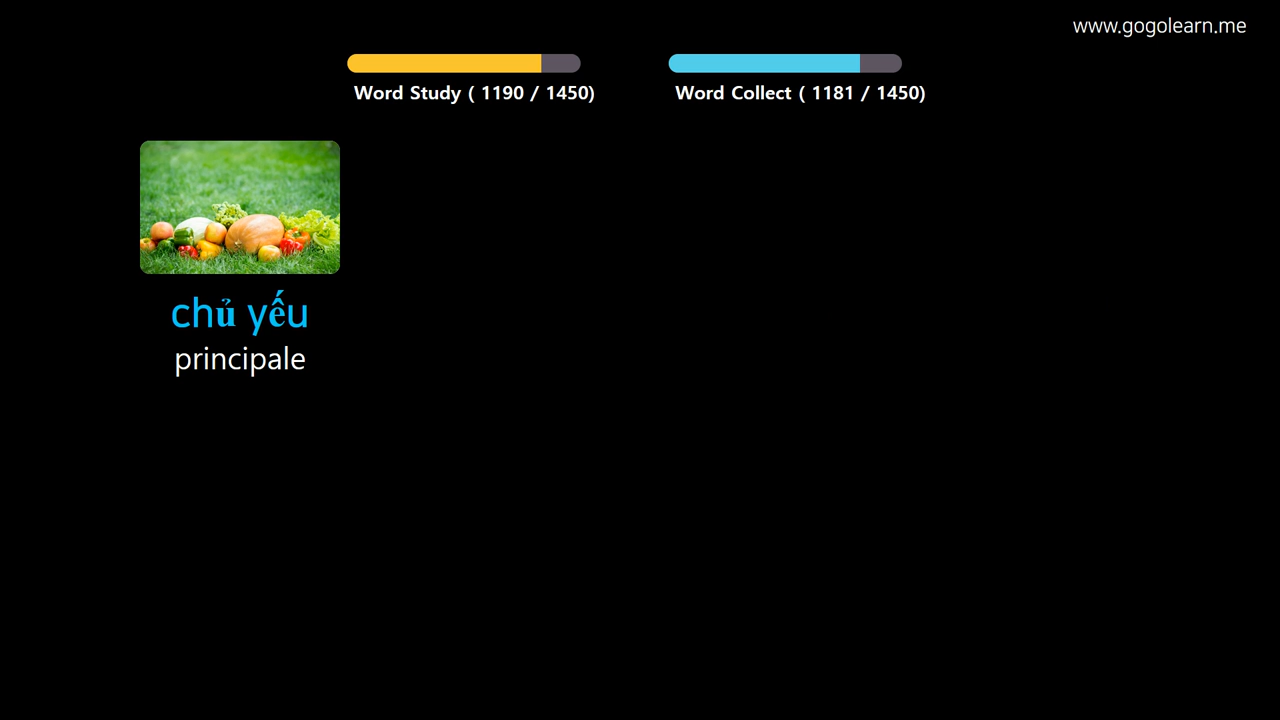 www.gogolearn.me
Word Study ( 1190 / 1450)
Word Collect ( 1181 / 1450)
chủ yếu
principale